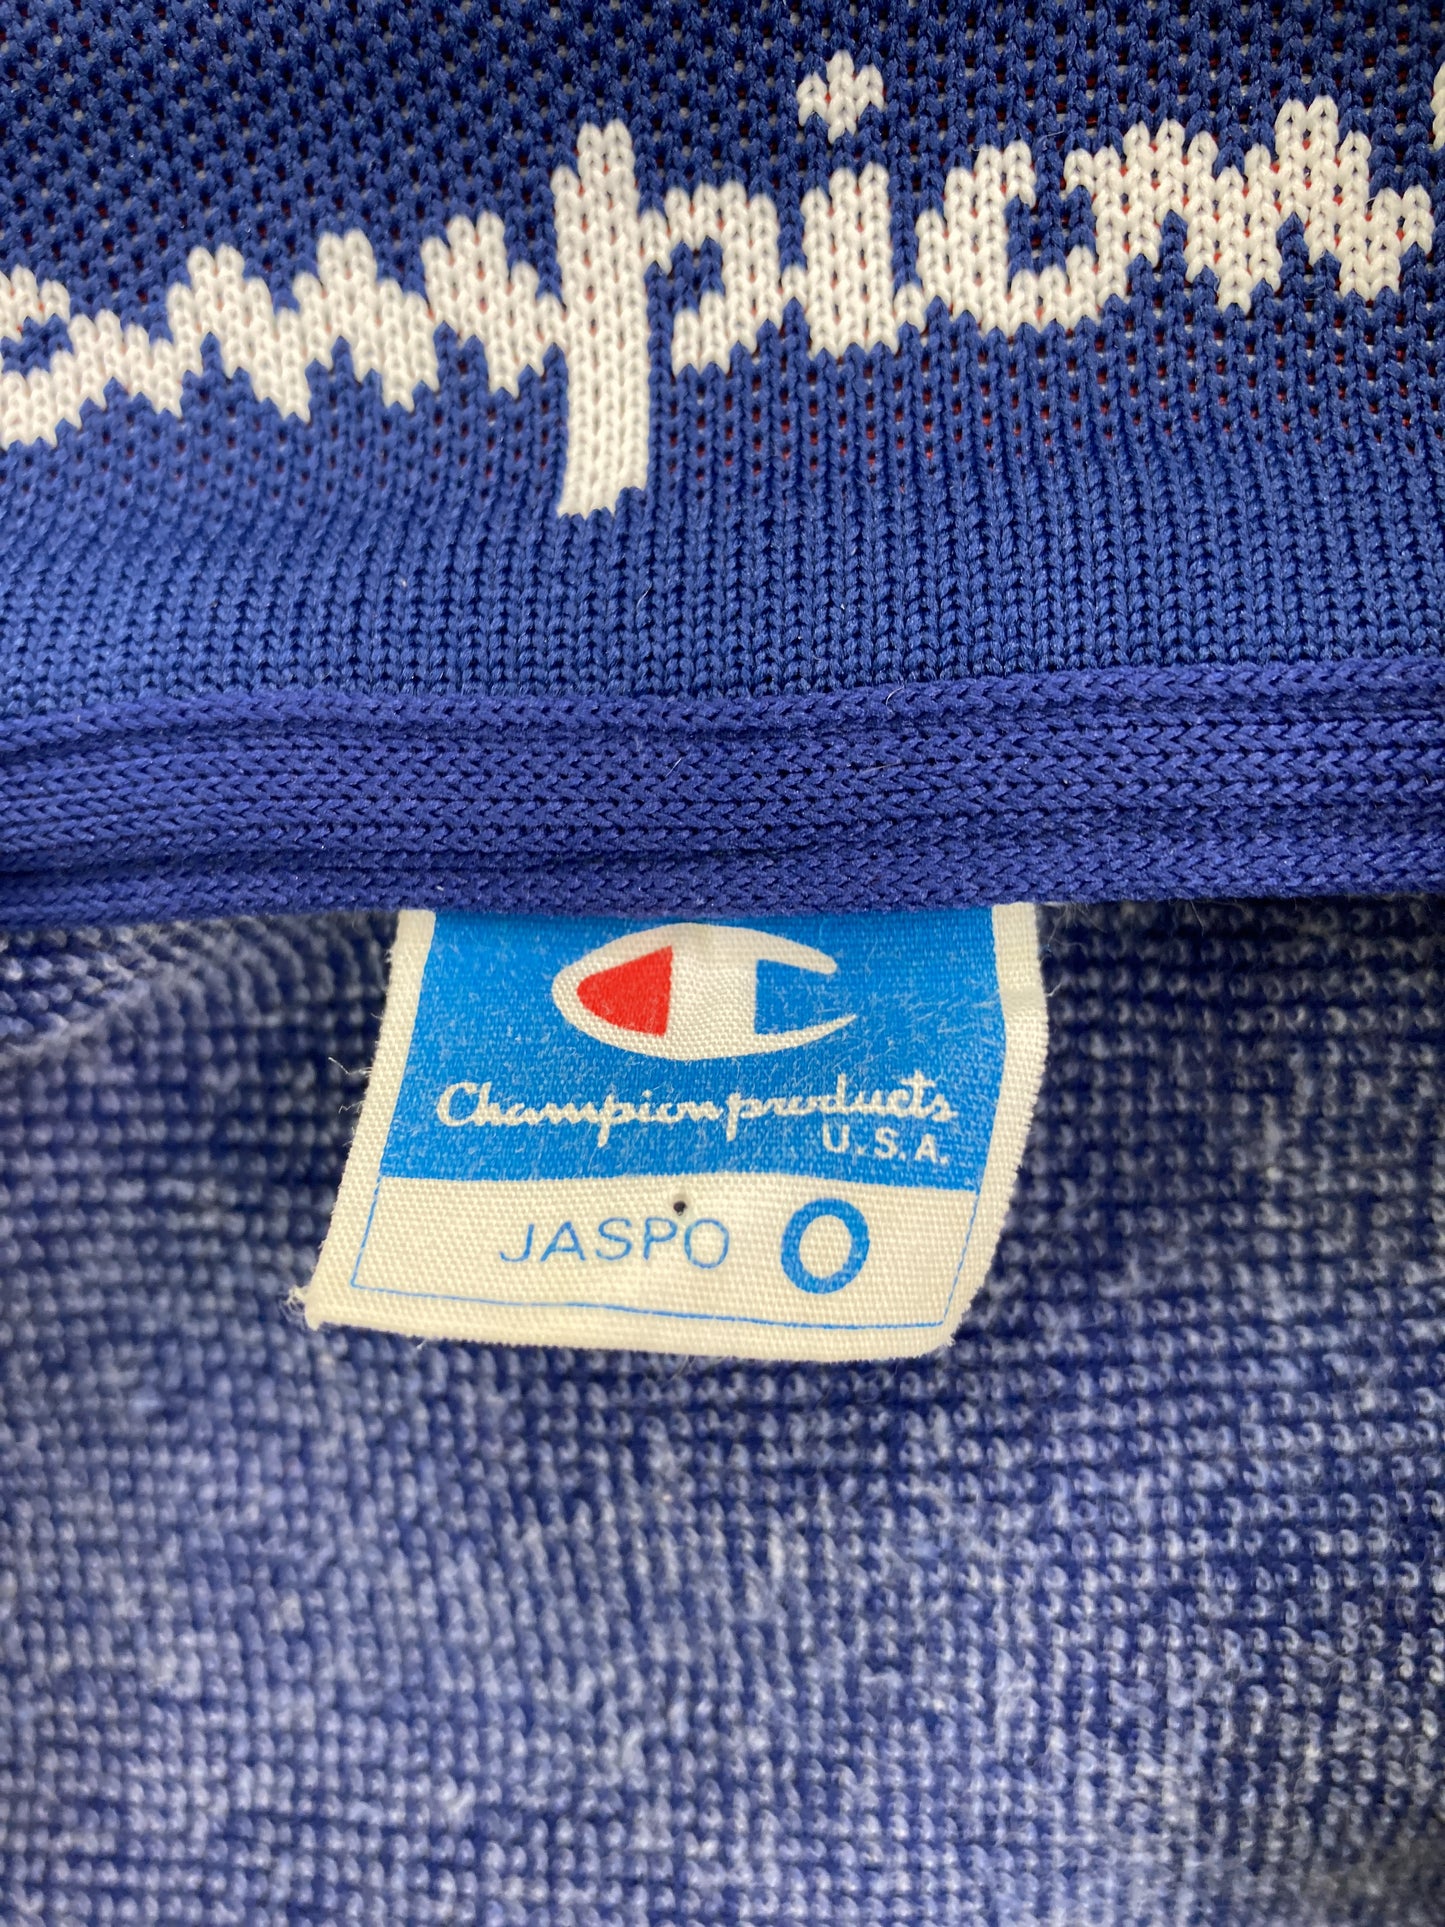 Champion products
U.S.A.
JASPO O